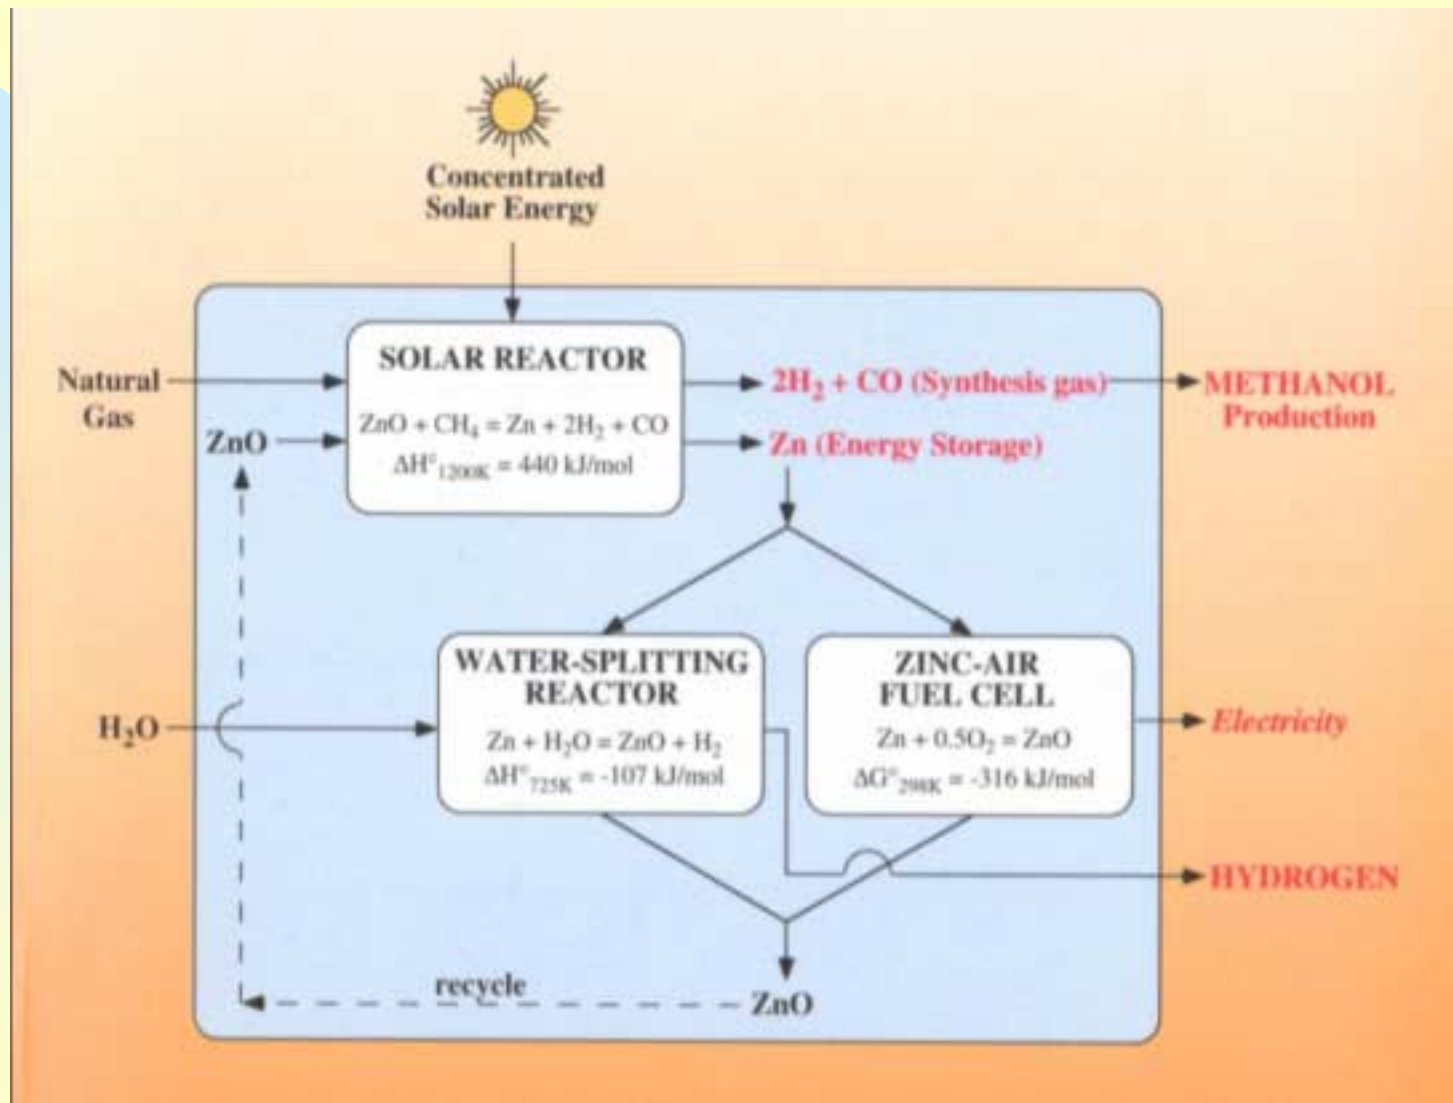 Concentrated
Solar Energy
SOLAR REACTOR
Natural
Gas
ZnO + CH₄ = Zn + 2H₂ + CO
ΔH°₁₂₀₀K = 440 kJ/mol
ZnO
2H₂ + CO (Synthesis gas)
METHANOL
Production
Zn (Energy Storage)
WATER-SPLITTING
REACTOR
Zn + H₂O = ZnO + H₂
ΔH°₇₂₅K = -107 kJ/mol
ZINC-AIR
FUEL CELL
Zn + 0.5O₂ = ZnO
ΔG°₂₉₈K = -316 kJ/mol
H₂O
Electricity
HYDROGEN
recycle
ZnO